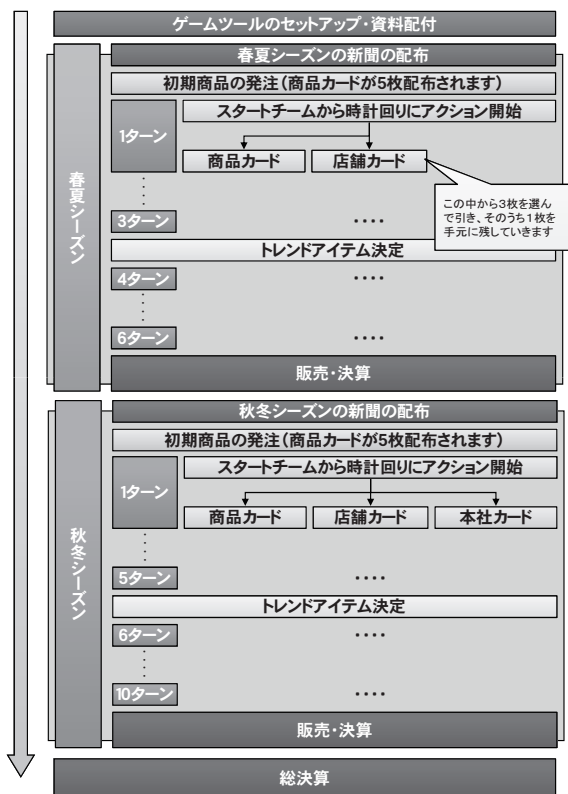 ゲームツールのセットアップ・資料配付
春夏シーズン
春夏シーズンの新聞の配布
初期商品の発注(商品カードが5枚配布されます)
1ターン
スタートチームから時計回りにアクション開始
商品カード
店舗カード
この中から3枚を選ん
で引き、そのうち1枚を
手元に残していきます
3ターン
‥‥
トレンドアイテム決定
4ターン
‥‥
6ターン
‥‥
販売・決算
秋冬シーズン
秋冬シーズンの新聞の配布
初期商品の発注(商品カードが5枚配布されます)
1ターン
スタートチームから時計回りにアクション開始
商品カード
店舗カード
本社カード
5ターン
‥‥
トレンドアイテム決定
6ターン
‥‥
10ターン
‥‥
販売・決算
総決算